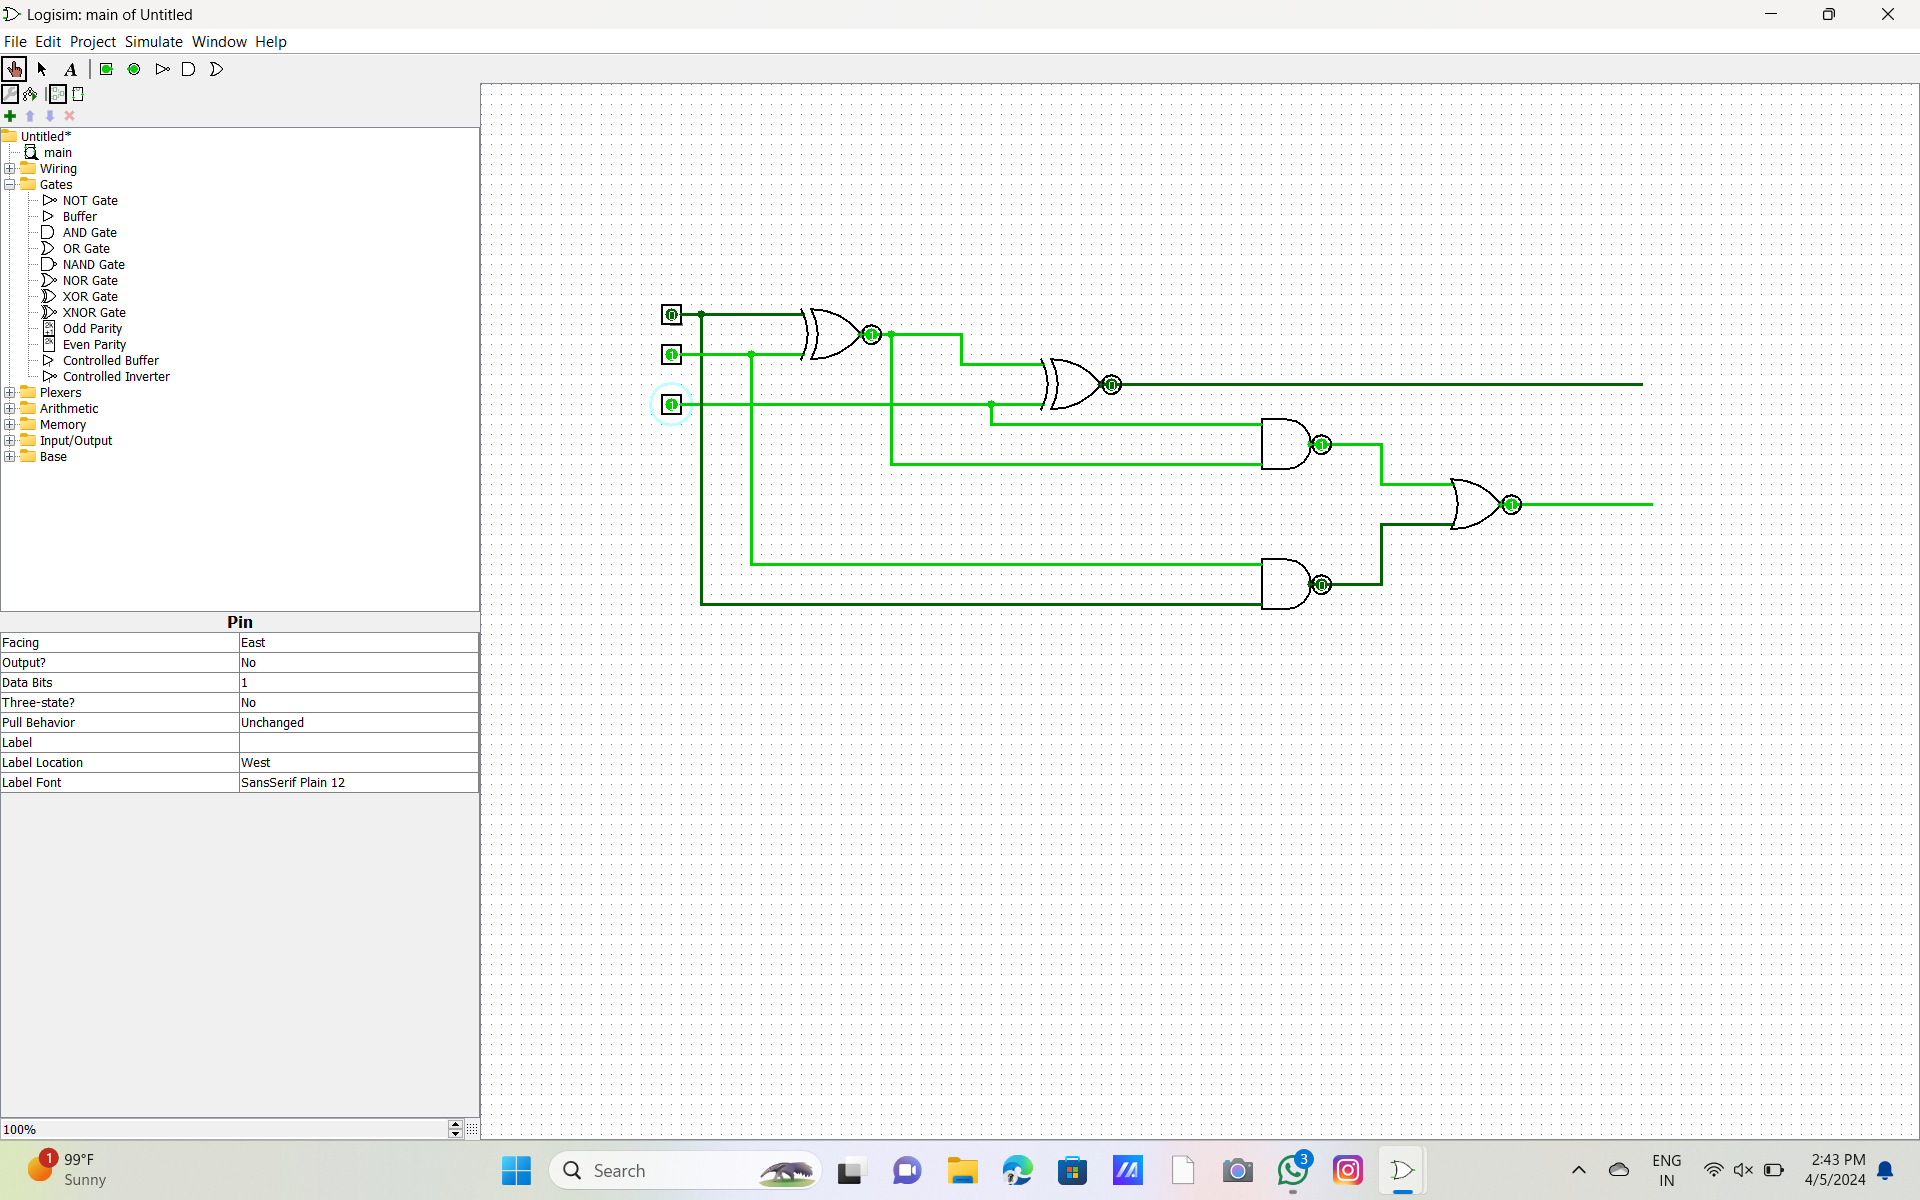 Logisim: main of Untitled
File Edit Project Simulate Window Help
A
Untitled*
main
Wiring
Gates
NOT Gate
Buffer
AND Gate
OR Gate
NAND Gate
NOR Gate
XOR Gate
XNOR Gate
Odd Parity
Even Parity
Controlled Buffer
Controlled Inverter
Plexers
Arithmetic
Memory
Input/Output
Base
Pin
Facing East
Output? No
Data Bits 1
Three-state? No
Pull Behavior Unchanged
Label
Label Location West
Label Font SansSerif Plain 12
100%
0
1
1
1
0
1
0
1
1 99°F
Sunny
Search
3
ENG
IN
2:43 PM
4/5/2024